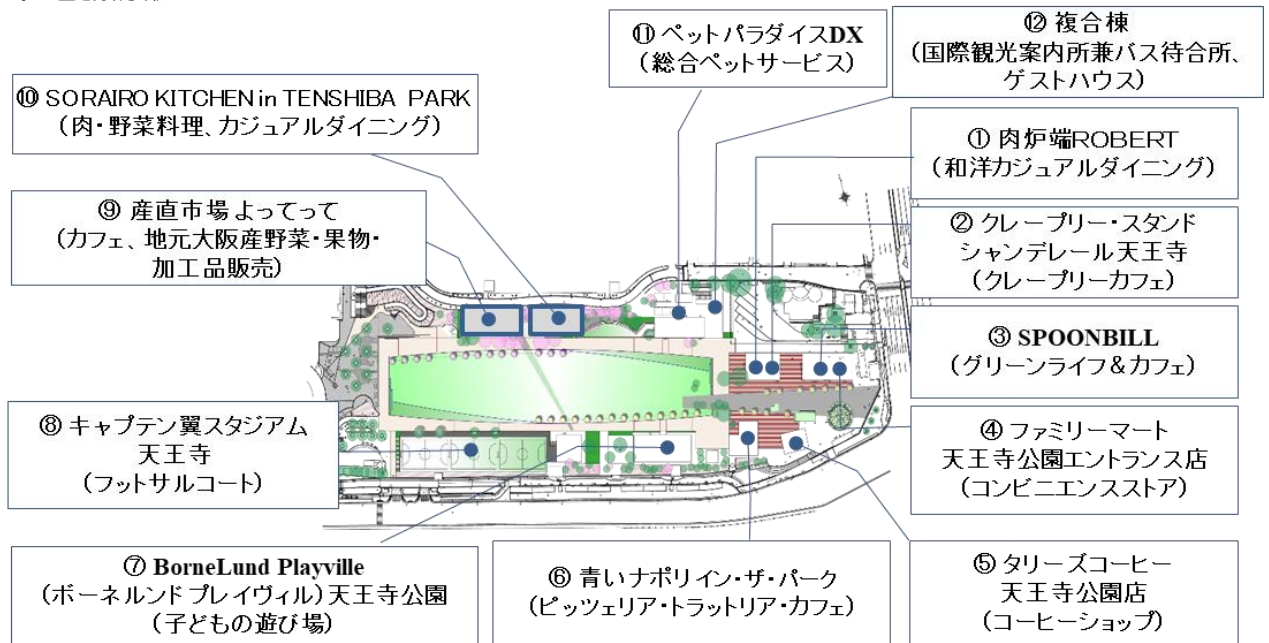 ⑪ ペットパラダイスDX
(総合ペットサービス)
⑫ 複合棟
(国際観光案内所兼バス待合所、
ゲストハウス)
⑩ SORAIRO KITCHEN in TENSHIBA PARK
(肉・野菜料理、カジュアルダイニング)
① 肉炉端ROBERT
(和洋カジュアルダイニング)
⑨ 産直市場 よってって
(カフェ、地元大阪産野菜・果物・
加工品販売)
② クレープリー・スタンド
シャンデレール天王寺
(クレープリーカフェ)
③ SPOONBILL
(グリーンライフ&カフェ)
⑧ キャプテン翼スタジアム
天王寺
(フットサルコート)
④ ファミリーマート
天王寺公園エントランス店
(コンビニエンスストア)
⑦ BorneLund Playville
(ボーネルンド プレイヴィル)天王寺公園
(子どもの遊び場)
⑥ 青いナポリ イン・ザ・パーク
(ピッツェリア・トラットリア・カフェ)
⑤ タリーズコーヒー
天王寺公園店
(コーヒーショップ)